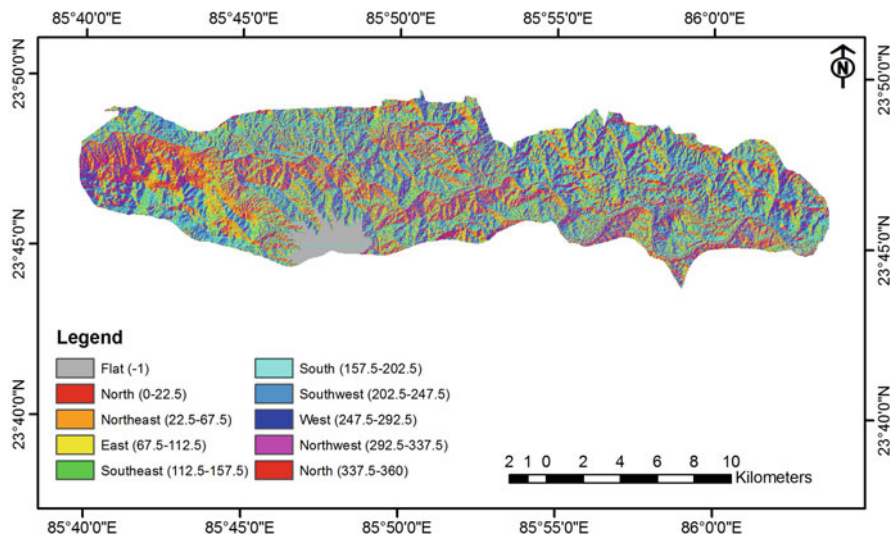 85°40'0"E 85°45'0"E 85°50'0"E 85°55'0"E 86°0'0"E
N
23°50'0"N 23°50'0"N
23°45'0"N 23°45'0"N
23°40'0"N 23°40'0"N
Legend
Flat (-1)
North (0-22.5)
Northeast (22.5-67.5)
East (67.5-112.5)
Southeast (112.5-157.5)
South (157.5-202.5)
Southwest (202.5-247.5)
West (247.5-292.5)
Northwest (292.5-337.5)
North (337.5-360)
2 1 0 2 4 6 8 10
Kilometers
85°40'0"E 85°45'0"E 85°50'0"E 85°55'0"E 86°0'0"E